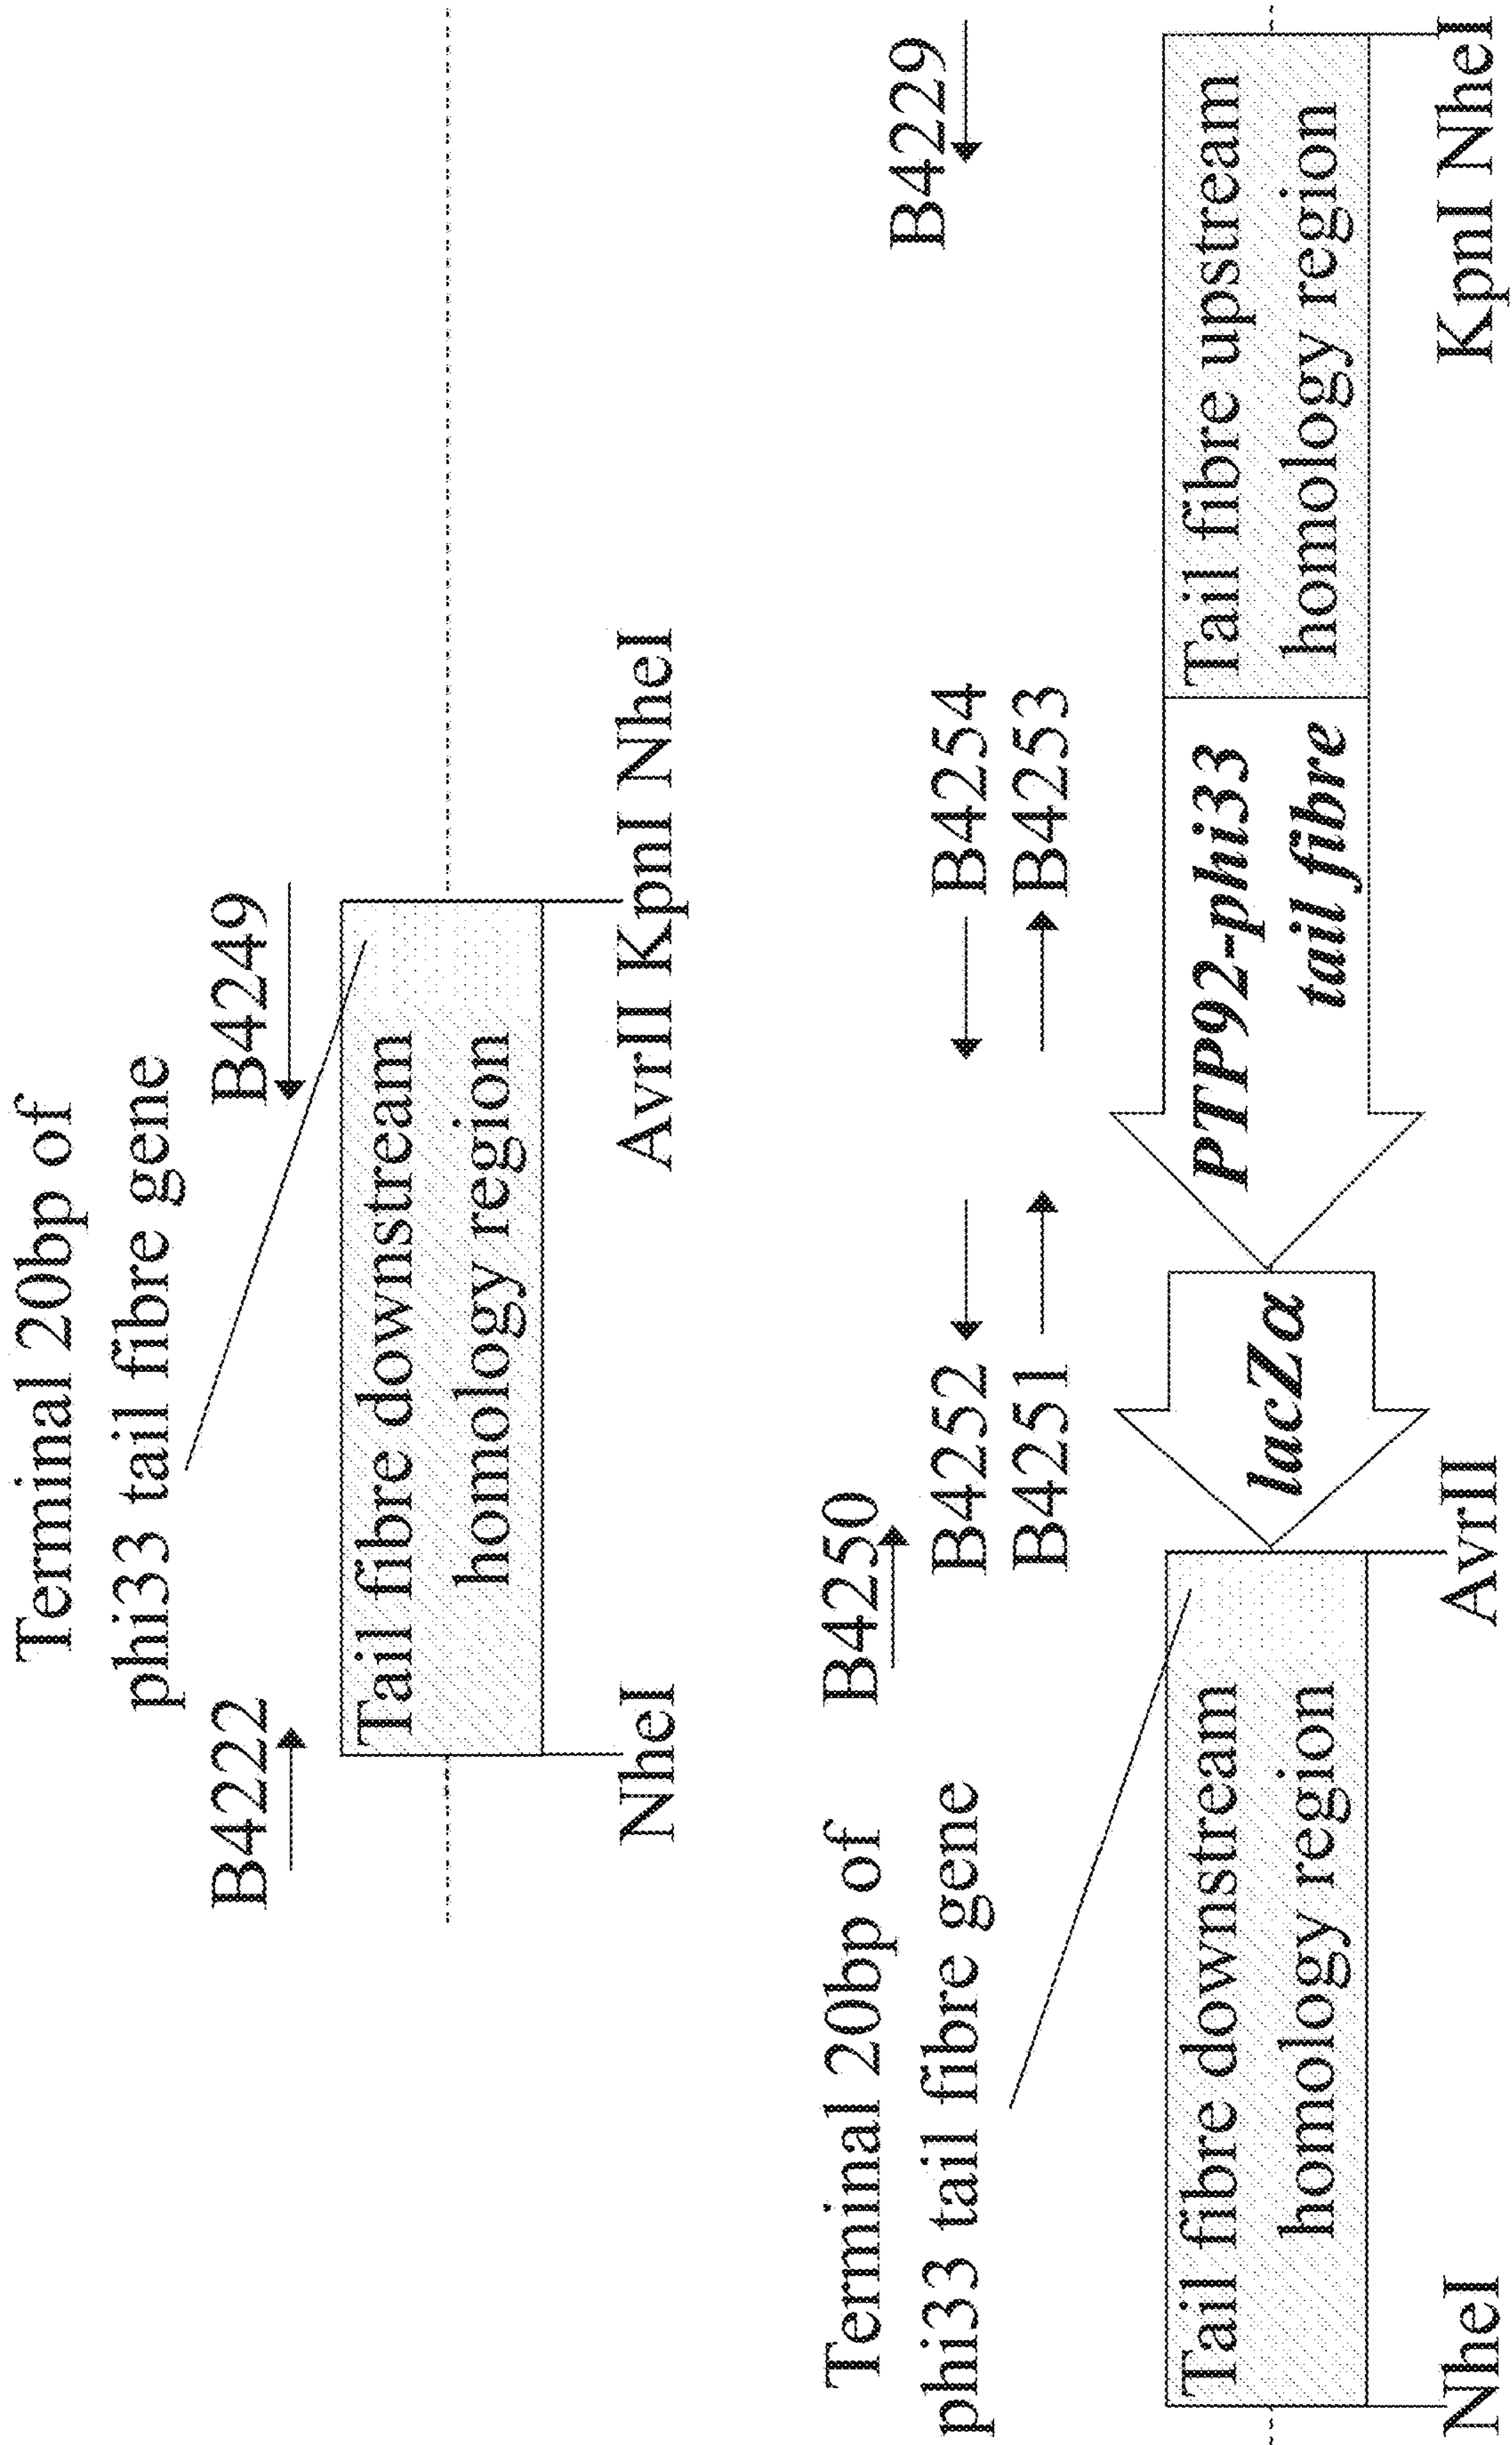 Terminal 20bp of
phi33 tail fibre gene
B4222
B4249
Tail fibre downstream
homology region
NheI
AvrII KpnI NheI
Terminal 20bp of
phi33 tail fibre gene
B4250
B4229
B4252
B4254
B4251
B4253
Tail fibre downstream
homology region
lacZα
PTP92-phi33
tail fibre
Tail fibre upstream
homology region
NheI
AvrII
KpnI NheI